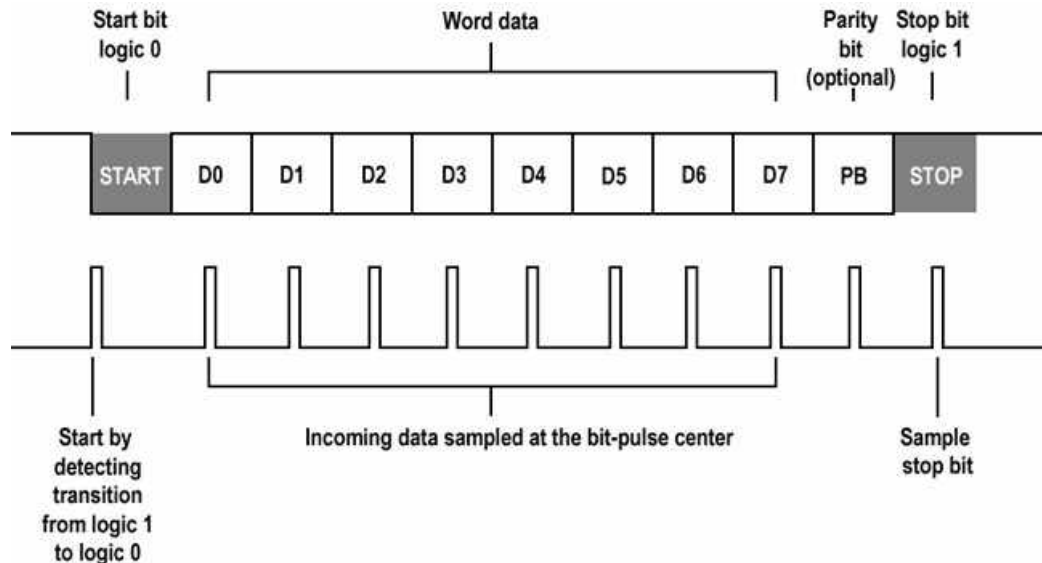 Start bit
logic 0
Word data
Parity
bit
(optional)
Stop bit
logic 1
START D0 D1 D2 D3 D4 D5 D6 D7 PB STOP
Start by
detecting
transition
from logic 1
to logic 0
Incoming data sampled at the bit-pulse center
Sample
stop bit